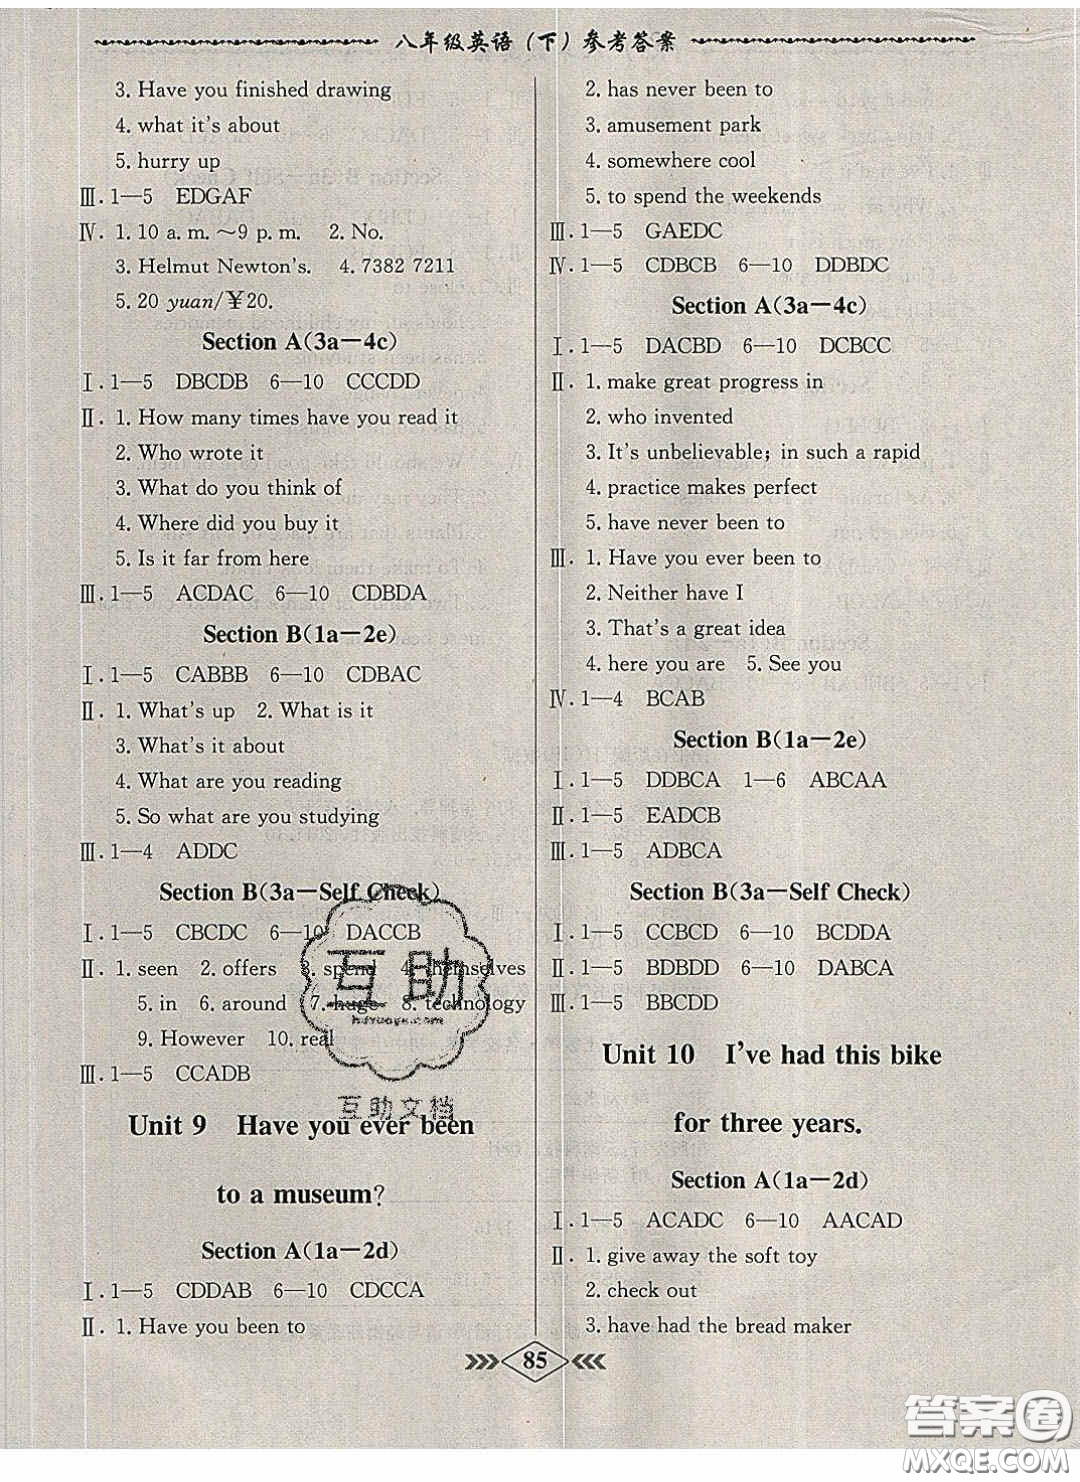 八年级英语（下）参考答案
3. Have you finished drawing
4. what it's about
5. hurry up
Ⅲ. 1—5 EDGAF
Ⅳ. 1. 10 a. m. ～9 p. m. 2. No.
3. Helmut Newton's. 4. 7382 7211
5. 20 yuan/￥20.
Section A(3a—4c)
Ⅰ. 1—5 DBCDB 6—10 CCCDD
Ⅱ. 1. How many times have you read it
2. Who wrote it
3. What do you think of
4. Where did you buy it
5. Is it far from here
Ⅲ. 1—5 ACDAC 6—10 CDBDA
Section B(1a—2e)
Ⅰ. 1—5 CABBB 6—10 CDBAC
Ⅱ. 1. What's up 2. What is it
3. What's it about
4. What are you reading
5. So what are you studying
Ⅲ. 1—4 ADDC
Section B(3a—Self Check)
Ⅰ. 1—5 CBCDC 6—10 DACCB
Ⅱ. 1. seen 2. offers 3. spend 4. themselves
5. in 6. around 7. huge 8. technology
9. However 10. real
Ⅲ. 1—5 CCADB
Unit 9 Have you ever been
to a museum?
Section A(1a—2d)
Ⅰ. 1—5 CDDAB 6—10 CDCCA
Ⅱ. 1. Have you been to
2. has never been to
3. amusement park
4. somewhere cool
5. to spend the weekends
Ⅲ. 1—5 GAEDC
Ⅳ. 1—5 CDBCB 6—10 DDBDC
Section A(3a—4c)
Ⅰ. 1—5 DACBD 6—10 DCBCC
Ⅱ. 1. make great progress in
2. who invented
3. It's unbelievable; in such a rapid
4. practice makes perfect
5. have never been to
Ⅲ. 1. Have you ever been to
2. Neither have I
3. That's a great idea
4. here you are 5. See you
Ⅳ. 1—4 BCAB
Section B(1a—2e)
Ⅰ. 1—5 DDBCA 1—6 ABCAA
Ⅱ. 1—5 EADCB
Ⅲ. 1—5 ADBCA
Section B(3a—Self Check)
Ⅰ. 1—5 CCBCD 6—10 BCDDA
Ⅱ. 1—5 BDBDD 6—10 DABCA
Ⅲ. 1—5 BBCDD
Unit 10 I've had this bike
for three years.
Section A(1a—2d)
Ⅰ. 1—5 ACADC 6—10 AACAD
Ⅱ. 1. give away the soft toy
2. check out
3. have had the bread maker
85
互助
互助文档
答案圈
MXQE.COM